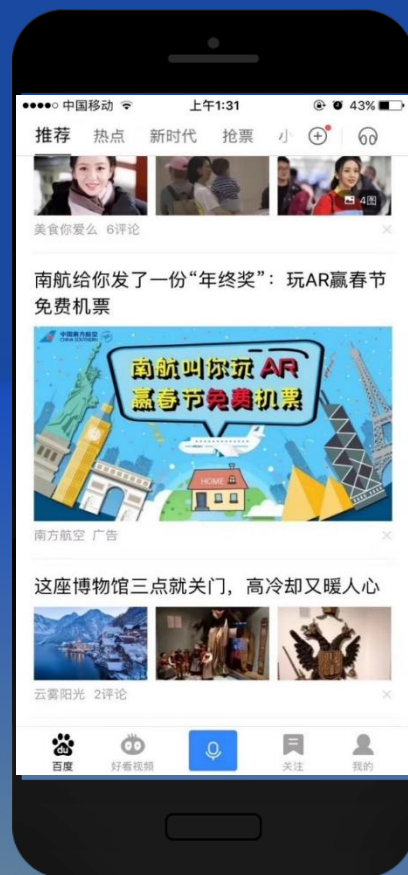 中国移动 上午1:31 43%
推荐 热点 新时代 抢票 小
4图
美食你爱么 6评论
南航给你发了一份“年终奖”：玩AR赢春节
免费机票
中国南方航空
CHINA SOUTHERN
南航叫你玩 AR
赢春节免费机票
HOME
南方航空 广告
这座博物馆三点就关门，高冷却又暖人心
云雾阳光 2评论
du
百度 好看视频 关注 我的